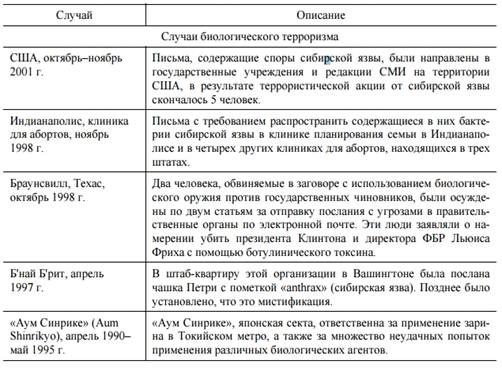 Случай Описание
Случаи биологического терроризма
США, октябрь–ноябрь
2001 г.
Письма, содержащие споры сибирской язвы, были направлены в
государственные учреждения и редакции СМИ на территории
США, в результате террористической акции от сибирской язвы
скончалось 5 человек.
Индианаполис, клиника
для абортов, ноябрь
1998 г.
Письма с требованием распространить содержащиеся в них бакте-
рии сибирской язвы в клинике планирования семьи в Индианапо-
лисе и в четырех других клиниках для абортов, находящихся в трех
штатах.
Браунсвилл, Техас,
октябрь 1998 г.
Два человека, обвиняемые в заговоре с использованием биологиче-
ского оружия против государственных чиновников, были осужде-
ны по двум статьям за отправку послания с угрозами в правитель-
ственные органы по электронной почте. Эти люди заявляли о на-
мерении убить президента Клинтона и директора ФБР Льюиса
Фриха с помощью ботулинического токсина.
Б'най Б'рит, апрель
1997 г.
В штаб-квартиру этой организации в Вашингтоне была послана
чашка Петри с пометкой «anthrax» (сибирская язва). Позднее было
установлено, что это мистификация.
«Аум Синрике» (Aum
Shinrikyo), апрель 1990–
май 1995 г.
«Аум Синрике», японская секта, ответственна за применение зари-
на в Токийском метро, а также за множество неудачных попыток
применения различных биологических агентов.